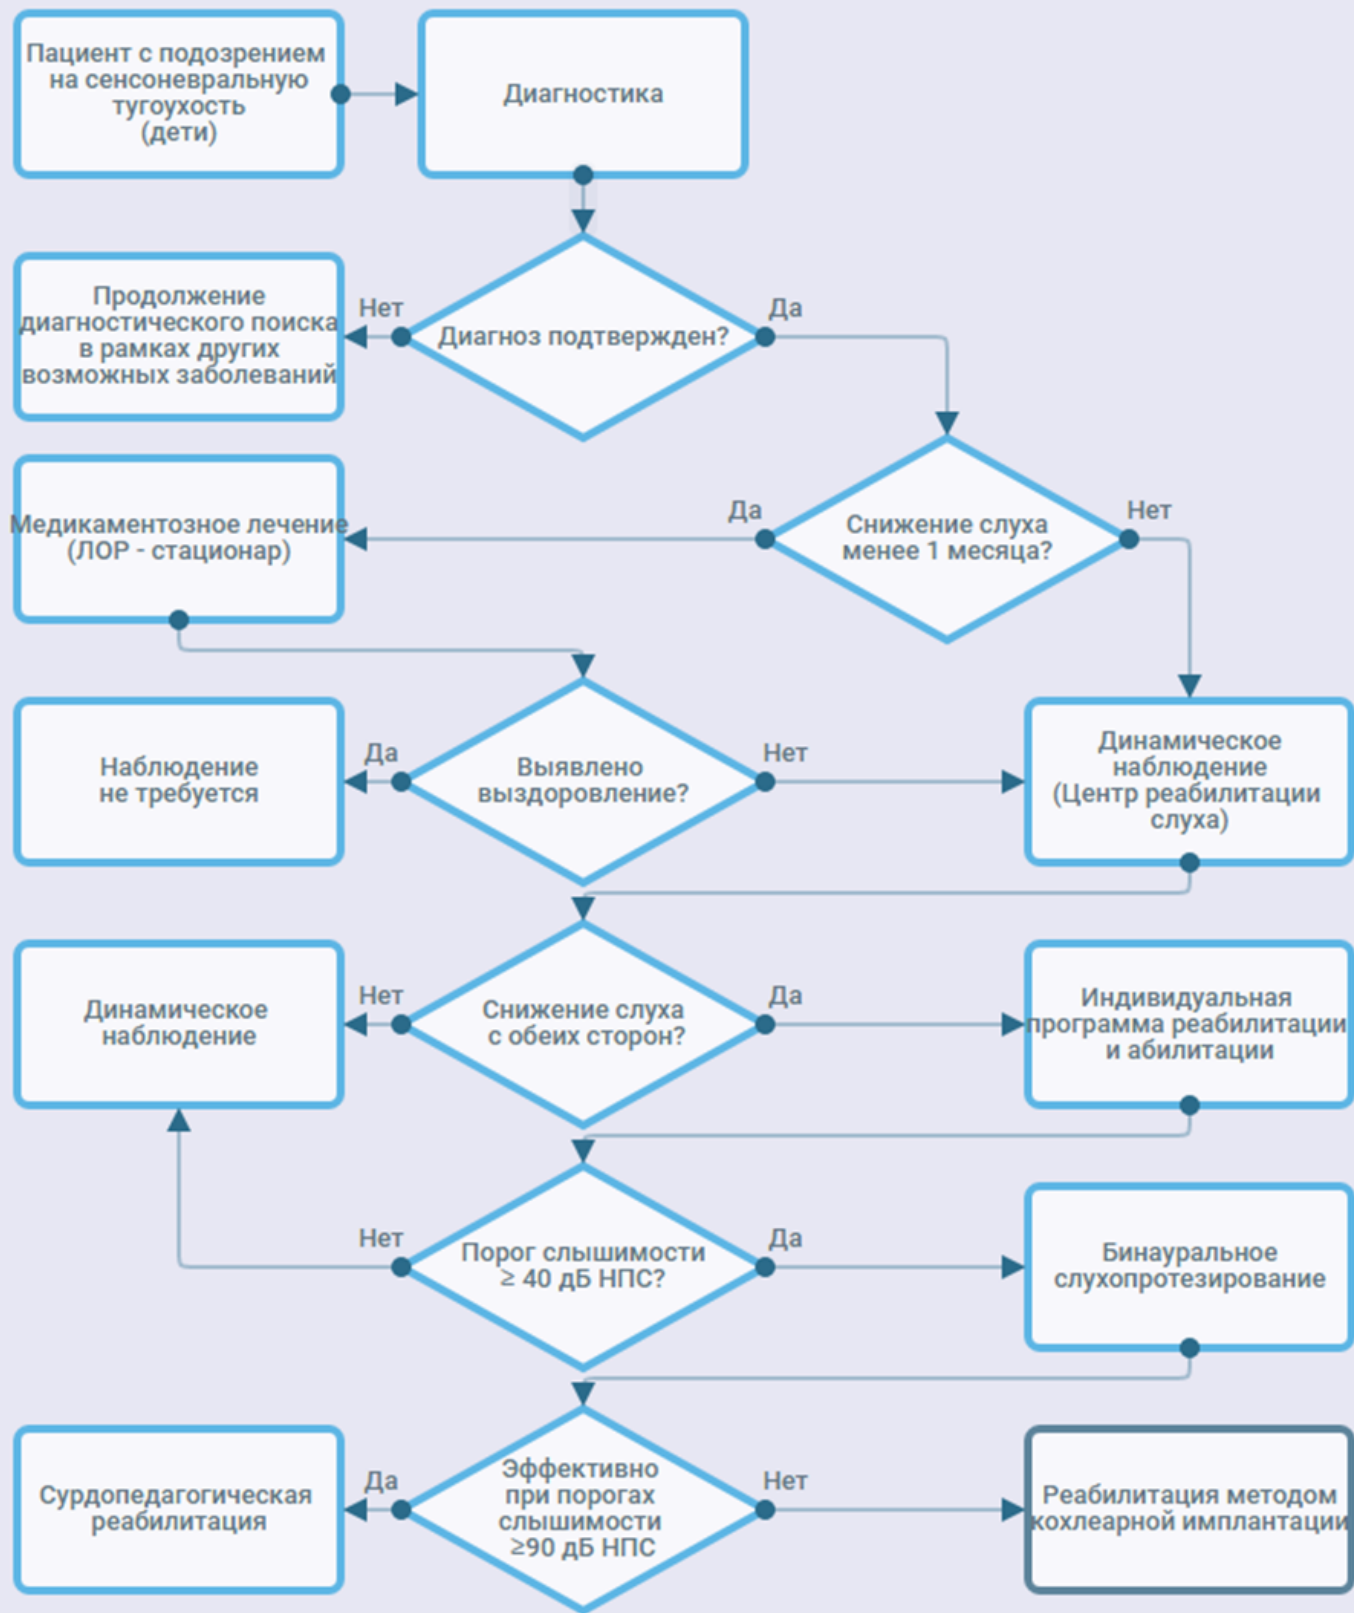 Пациент с подозрением
на сенсоневральную
тугоухость
(дети)
Диагностика
Продолжение
диагностического поиска
в рамках других
возможных заболеваний
Нет
Диагноз подтвержден?
Да
Медикаментозное лечение
(ЛОР - стационар)
Да
Снижение слуха
менее 1 месяца?
Нет
Наблюдение
не требуется
Да
Выявлено
выздоровление?
Нет
Динамическое
наблюдение
(Центр реабилитации
слуха)
Динамическое
наблюдение
Нет
Снижение слуха
с обеих сторон?
Да
Индивидуальная
программа реабилитации
и абилитации
Нет
Порог слышимости
≥ 40 дБ НПС?
Да
Бинауральное
слухопротезирование
Сурдопедагогическая
реабилитация
Да
Эффективно
при порогах
слышимости
≥90 дБ НПС
Нет
Реабилитация методом
кохлеарной имплантации